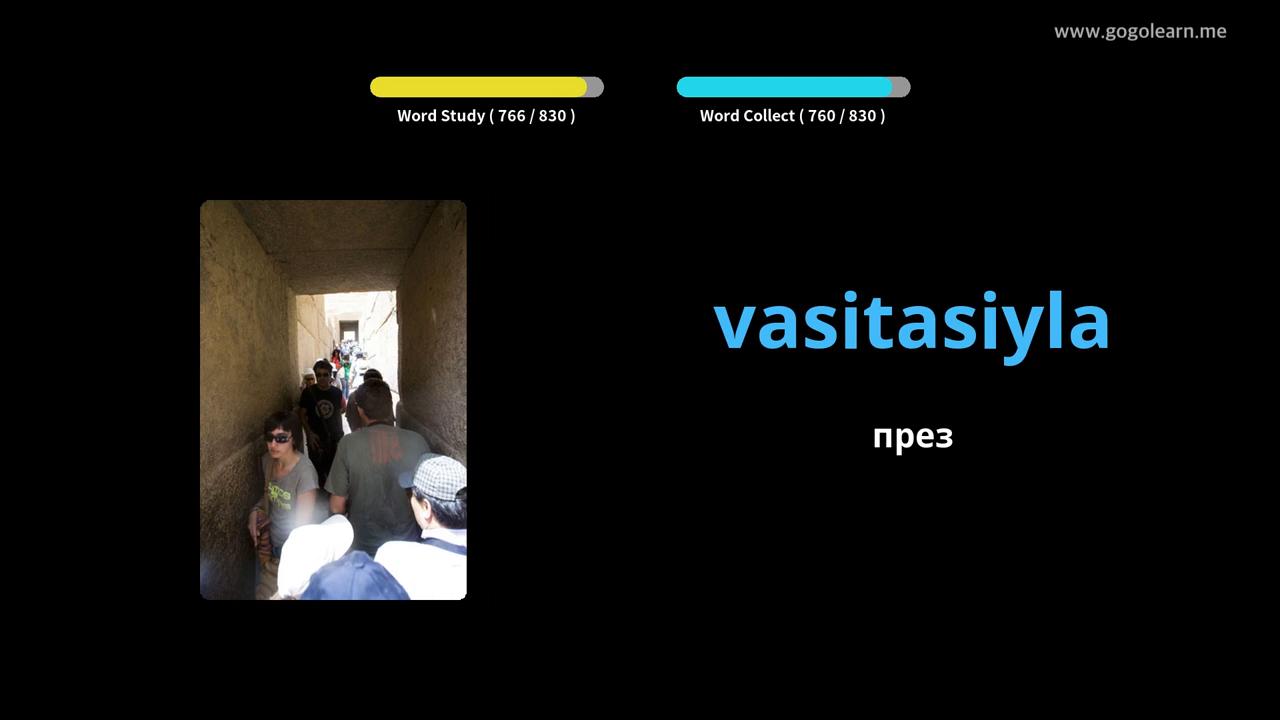 www.gogolearn.me
Word Study ( 766 / 830 )
Word Collect ( 760 / 830 )
vasitasiyla
през